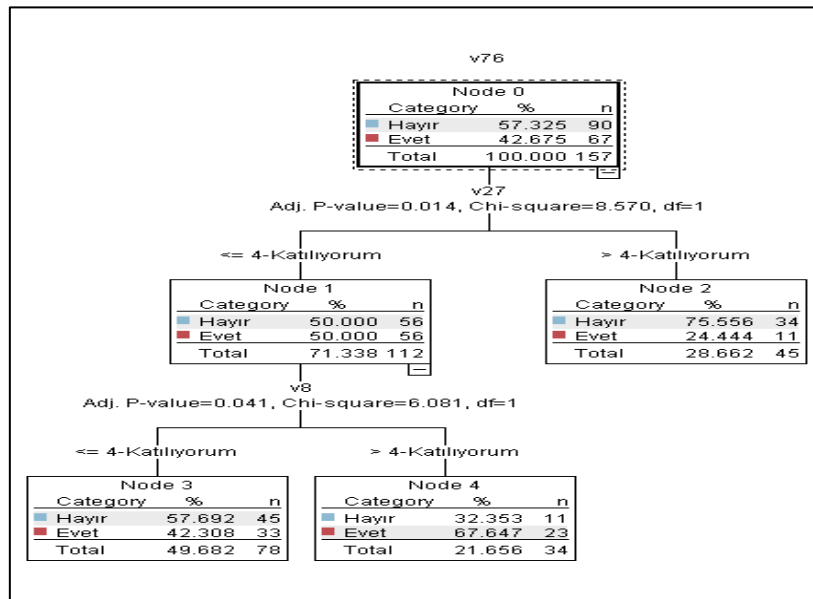 v76
Node 0
Category % n
Hayır 57.325 90
Evet 42.675 67
Total 100.000 157
v27
Adj. P-value=0.014, Chi-square=8.570, df=1
<= 4-Katılıyorum > 4-Katılıyorum
Node 1
Category % n
Hayır 50.000 56
Evet 50.000 56
Total 71.338 112
Node 2
Category % n
Hayır 75.556 34
Evet 24.444 11
Total 28.662 45
v8
Adj. P-value=0.041, Chi-square=6.081, df=1
<= 4-Katılıyorum > 4-Katılıyorum
Node 3
Category % n
Hayır 57.692 45
Evet 42.308 33
Total 49.682 78
Node 4
Category % n
Hayır 32.353 11
Evet 67.647 23
Total 21.656 34